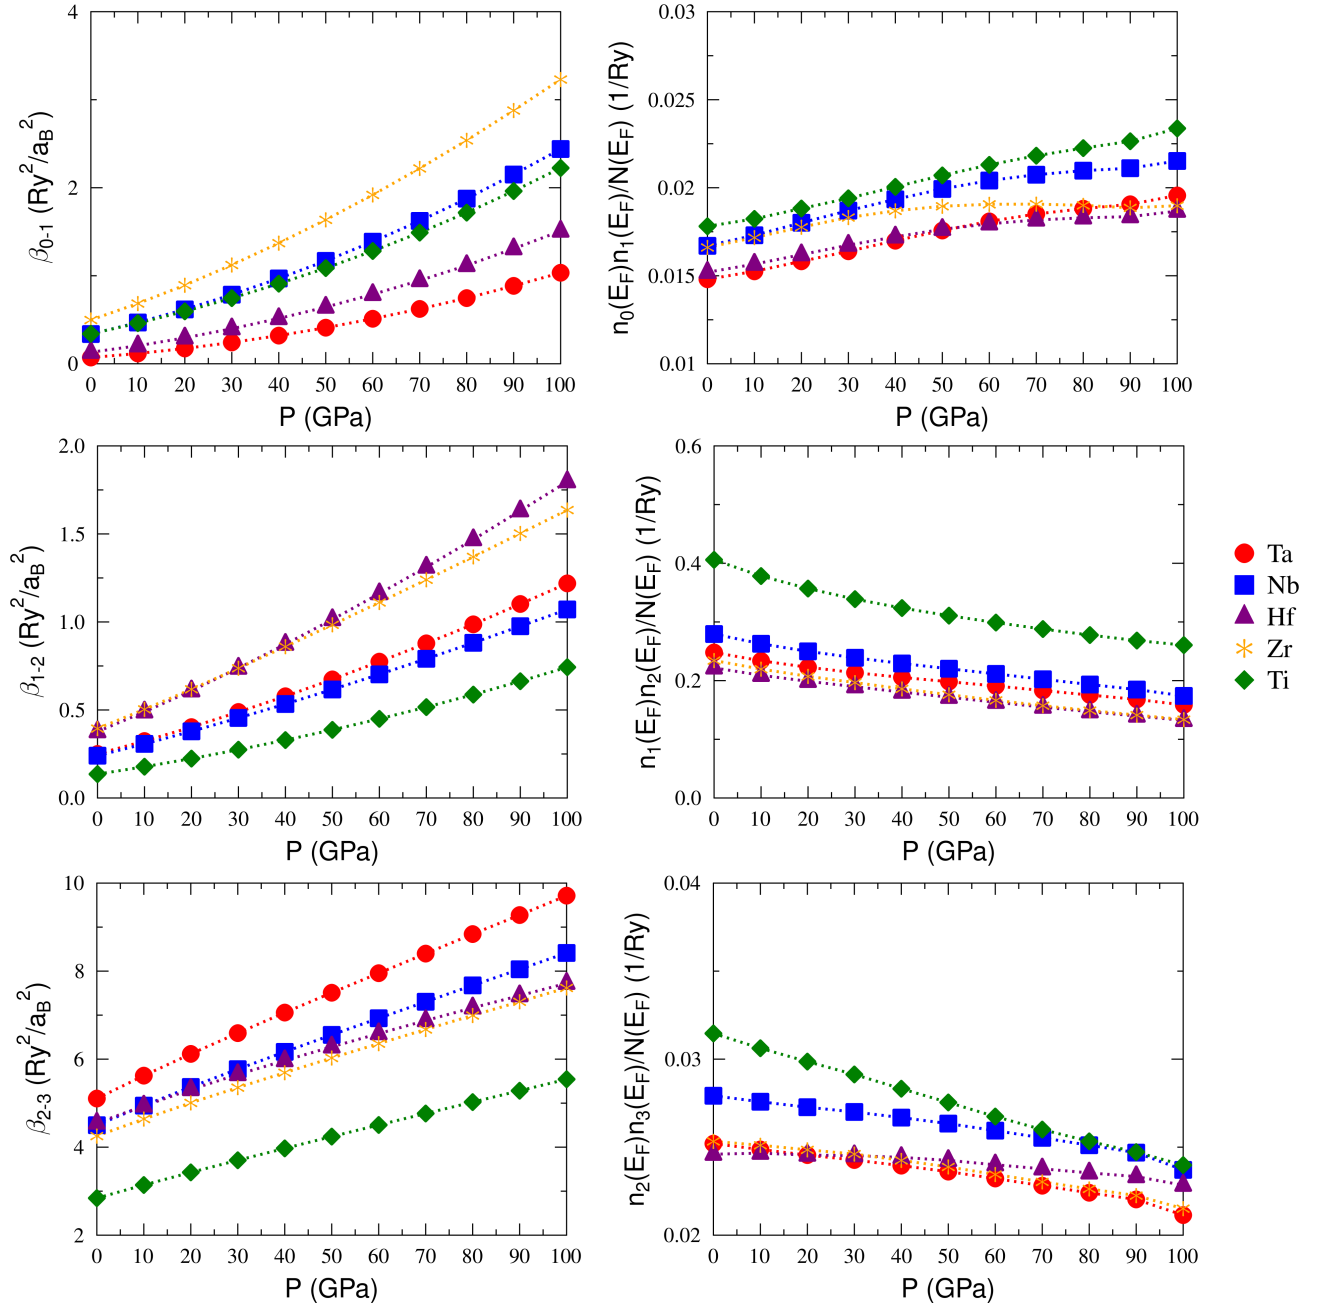 4
2
0
β0-1 (Ry2/aB2)
0 10 20 30 40 50 60 70 80 90 100
P (GPa)
0.03
0.025
0.02
0.015
0.01
n0(EF)n1(EF)/N(EF) (1/Ry)
0 10 20 30 40 50 60 70 80 90 100
P (GPa)
2.0
1.5
1.0
0.5
0.0
β1-2 (Ry2/aB2)
0 10 20 30 40 50 60 70 80 90 100
P (GPa)
0.6
0.4
0.2
0.0
n1(EF)n2(EF)/N(EF) (1/Ry)
0 10 20 30 40 50 60 70 80 90 100
P (GPa)
Ta
Nb
Hf
Zr
Ti
10
8
6
4
2
β2-3 (Ry2/aB2)
0 10 20 30 40 50 60 70 80 90 100
P (GPa)
0.04
0.03
0.02
n2(EF)n3(EF)/N(EF) (1/Ry)
0 10 20 30 40 50 60 70 80 90 100
P (GPa)